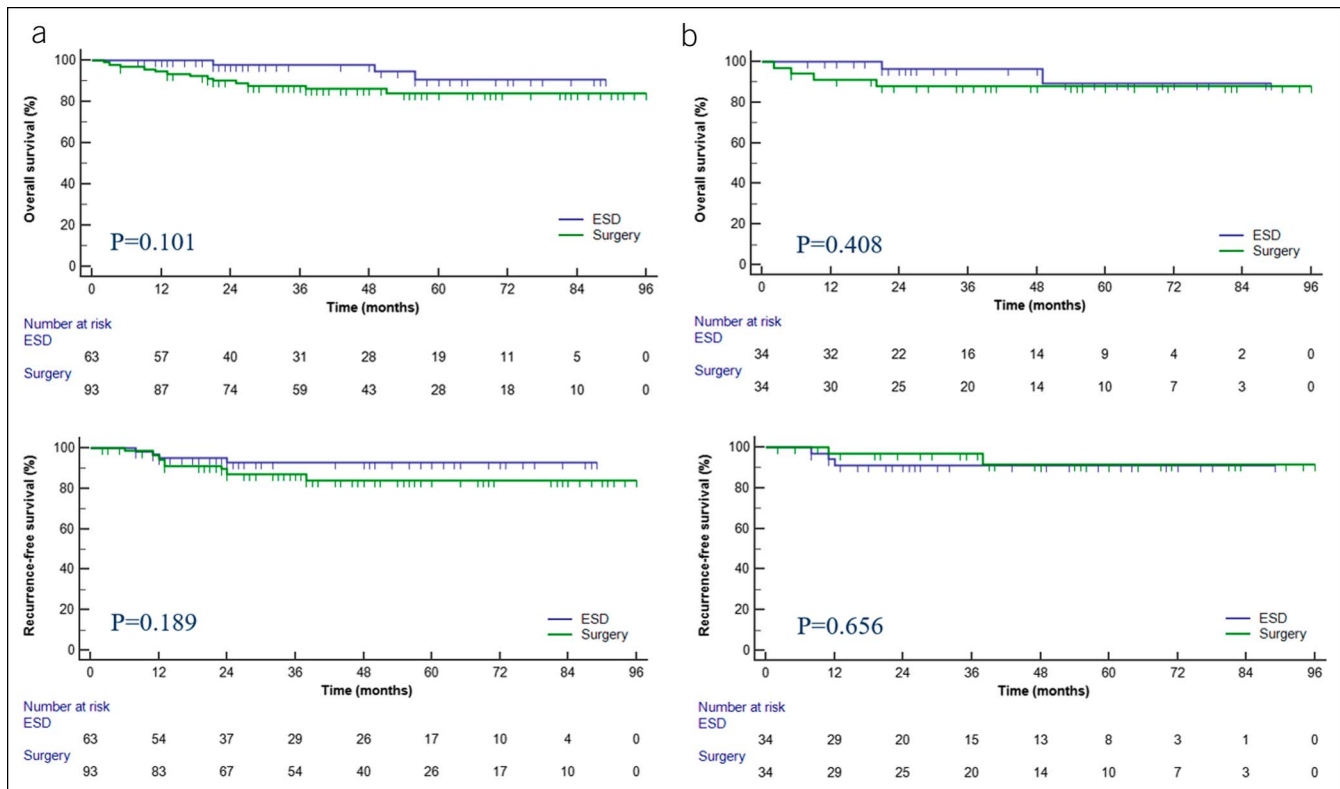 a
Overall survival (%)
100
80
60
40
20
0
P=0.101
ESD
Surgery
0 12 24 36 48 60 72 84 96
Time (months)
Number at risk
ESD
63 57 40 31 28 19 11 5 0
Surgery
93 87 74 59 43 28 18 10 0
b
Overall survival (%)
100
80
60
40
20
0
P=0.408
ESD
Surgery
0 12 24 36 48 60 72 84 96
Time (months)
Number at risk
ESD
34 32 22 16 14 9 4 2 0
Surgery
34 30 25 20 14 10 7 3 0
Recurrence-free survival (%)
100
80
60
40
20
0
P=0.189
ESD
Surgery
0 12 24 36 48 60 72 84 96
Time (months)
Number at risk
ESD
63 54 37 29 26 17 10 4 0
Surgery
93 83 67 54 40 26 17 10 0
Recurrence-free survival (%)
100
80
60
40
20
0
P=0.656
ESD
Surgery
0 12 24 36 48 60 72 84 96
Time (months)
Number at risk
ESD
34 29 20 15 13 8 3 1 0
Surgery
34 29 25 20 14 10 7 3 0